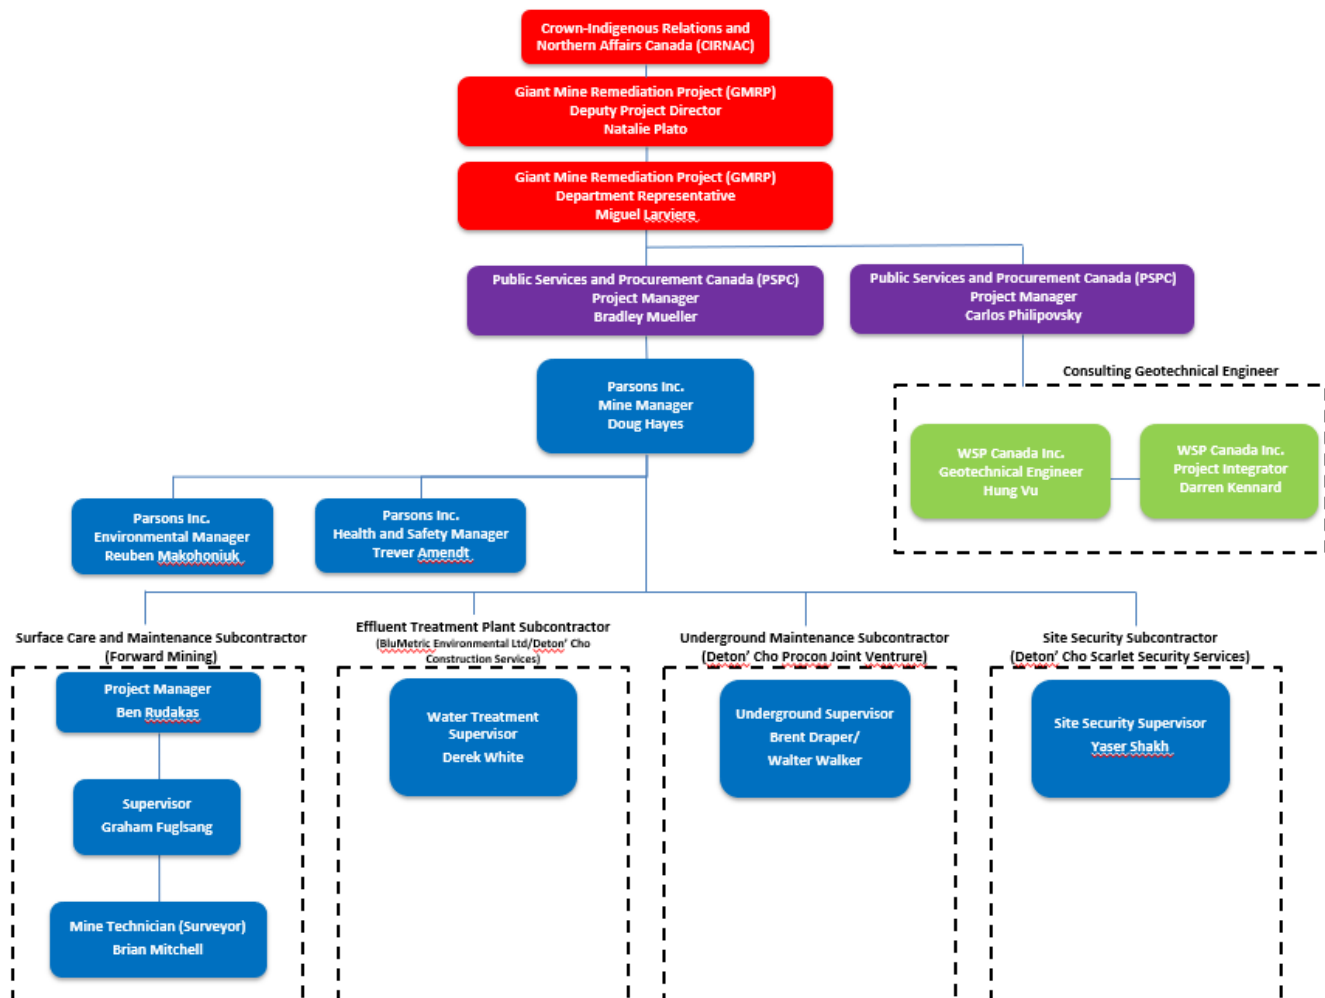 Crown-Indigenous Relations and
Northern Affairs Canada (CIRNAC)
Giant Mine Remediation Project (GMRP)
Deputy Project Director
Natalie Plato
Giant Mine Remediation Project (GMRP)
Department Representative
Miguel Larviere
Public Services and Procurement Canada (PSPC)
Project Manager
Bradley Mueller
Public Services and Procurement Canada (PSPC)
Project Manager
Carlos Philipovsky
Parsons Inc.
Mine Manager
Doug Hayes
Consulting Geotechnical Engineer
WSP Canada Inc.
Geotechnical Engineer
Hung Vu
WSP Canada Inc.
Project Integrator
Darren Kennard
Parsons Inc.
Environmental Manager
Reuben Makohoniuk
Parsons Inc.
Health and Safety Manager
Trever Amendt
Surface Care and Maintenance Subcontractor
(Forward Mining)
Project Manager
Ben Rudakas
Supervisor
Graham Fuglsang
Mine Technician (Surveyor)
Brian Mitchell
Effluent Treatment Plant Subcontractor
(BluMetric Environmental Ltd/Deton' Cho
Construction Services)
Water Treatment
Supervisor
Derek White
Underground Maintenance Subcontractor
(Deton' Cho Procon Joint Ventrure)
Underground Supervisor
Brent Draper/
Walter Walker
Site Security Subcontractor
(Deton' Cho Scarlet Security Services)
Site Security Supervisor
Yaser Shakh